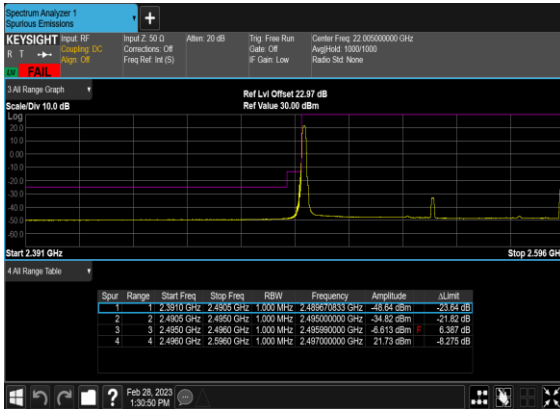 Spectrum Analyzer 1
Spurious Emissions
KEYSIGHT Input: RF Input Z: 50 Ω Atten: 20 dB Trig: Free Run Center Freq: 22.005000000 GHz
R T Coupling: DC Corrections: Off Gate: Off Avg|Hold: 1000/1000
Align: Off Freq Ref: Int (S) IF Gain: Low Radio Std: None
FAIL
3 All Range Graph
Ref Lvl Offset 22.97 dB
Scale/Div 10.0 dB Ref Value 30.00 dBm
Log
20.0
10.0
0.00
-10.0
-20.0
-30.0
-40.0
-50.0
-60.0
Start 2.391 GHz Stop 2.596 GH
4 All Range Table
Spur Range Start Freq Stop Freq RBW Frequency Amplitude ΔLimit
1 1 2.3910 GHz 2.4905 GHz 1.000 MHz 2.489670833 GHz -48.64 dBm -23.64 dB
2 2 2.4905 GHz 2.4950 GHz 1.000 MHz 2.495000000 GHz -34.82 dBm -21.82 dB
3 3 2.4950 GHz 2.4960 GHz 1.000 MHz 2.495990000 GHz -6.613 dBm F 6.387 dB
4 4 2.4960 GHz 2.5960 GHz 1.000 MHz 2.497000000 GHz 21.73 dBm -8.275 dB
Feb 28, 2023
1:30:50 PM